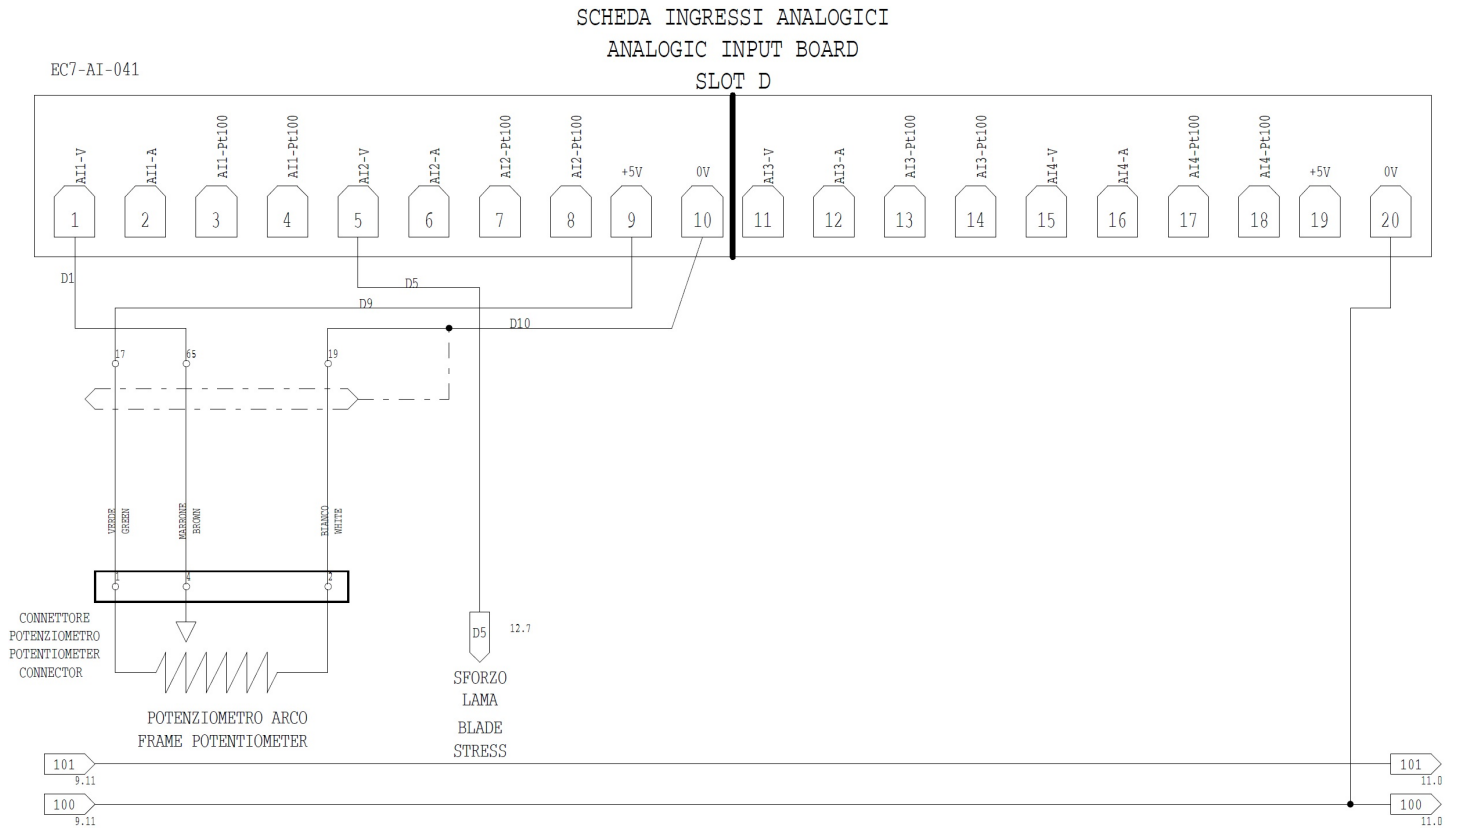 SCHEDA INGRESSI ANALOGICI
ANALOGIC INPUT BOARD
SLOT D
EC7-AI-041
AI1-V
AI1-A
AI1-Pt100
AI1-Pt100
AI2-V
AI2-A
AI2-Pt100
AI2-Pt100
+5V
0V
AI3-V
AI3-A
AI3-Pt100
AI3-Pt100
AI4-V
AI4-A
AI4-Pt100
AI4-Pt100
+5V
0V
1
2
3
4
5
6
7
8
9
10
11
12
13
14
15
16
17
18
19
20
D1
D5
D9
D10
17
65
19
VERDE
GREEN
MARRONE
BROWN
BIANCO
WHITE
1
2
CONNETTORE
POTENZIOMETRO
POTENTIOMETER
CONNECTOR
D5
12.7
SFORZO
LAMA
BLADE
STRESS
POTENZIOMETRO ARCO
FRAME POTENTIOMETER
101
9.11
101
11.0
100
9.11
100
11.0